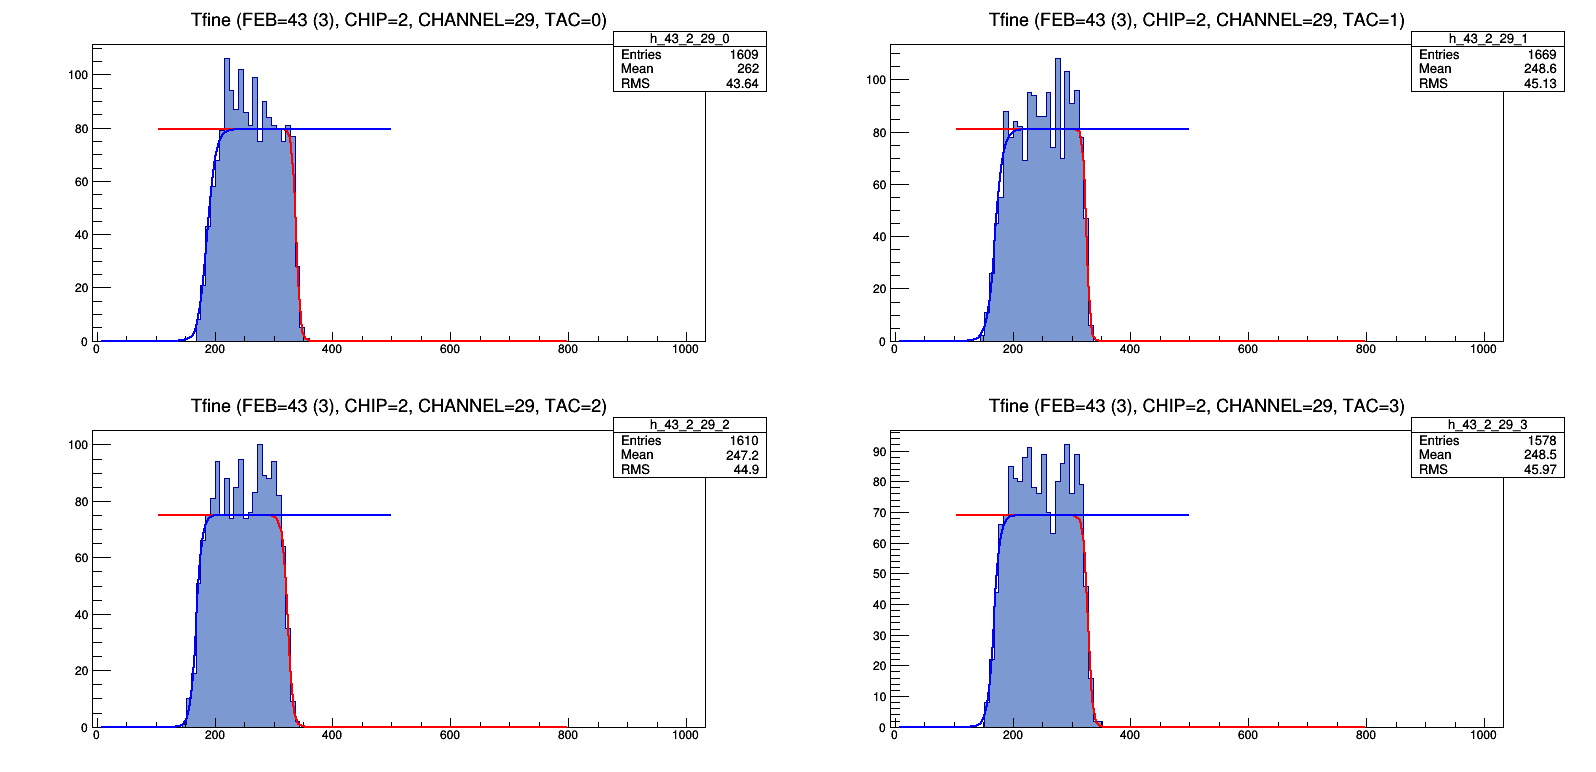 Tfine (FEB=43 (3), CHIP=2, CHANNEL=29, TAC=0)
h_43_2_29_0
Entries 1609
Mean 262
RMS 43.64
100
80
60
40
20
0
0 200 400 600 800 1000
Tfine (FEB=43 (3), CHIP=2, CHANNEL=29, TAC=1)
h_43_2_29_1
Entries 1669
Mean 248.6
RMS 45.13
100
80
60
40
20
0
0 200 400 600 800 1000
Tfine (FEB=43 (3), CHIP=2, CHANNEL=29, TAC=2)
h_43_2_29_2
Entries 1610
Mean 247.2
RMS 44.9
100
80
60
40
20
0
0 200 400 600 800 1000
Tfine (FEB=43 (3), CHIP=2, CHANNEL=29, TAC=3)
h_43_2_29_3
Entries 1578
Mean 248.5
RMS 45.97
90
80
70
60
50
40
30
20
10
0
0 200 400 600 800 1000